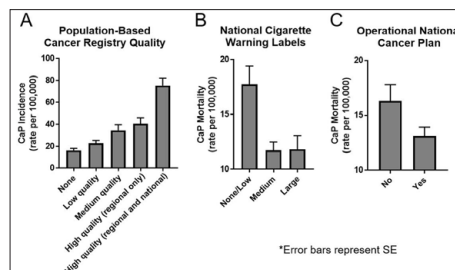 A
Population-Based
Cancer Registry Quality
CaP Incidence
(rate per 100,000)
100
80
60
40
20
0
None
Low quality
Medium quality
High quality (regional only)
High quality (regional and national)
B
National Cigarette
Warning Labels
CaP Mortality
(rate per 100,000)
20
15
10
None/Low
Medium
Large
C
Operational National
Cancer Plan
CaP Mortality
(rate per 100,000)
20
15
10
No
Yes
*Error bars represent SE